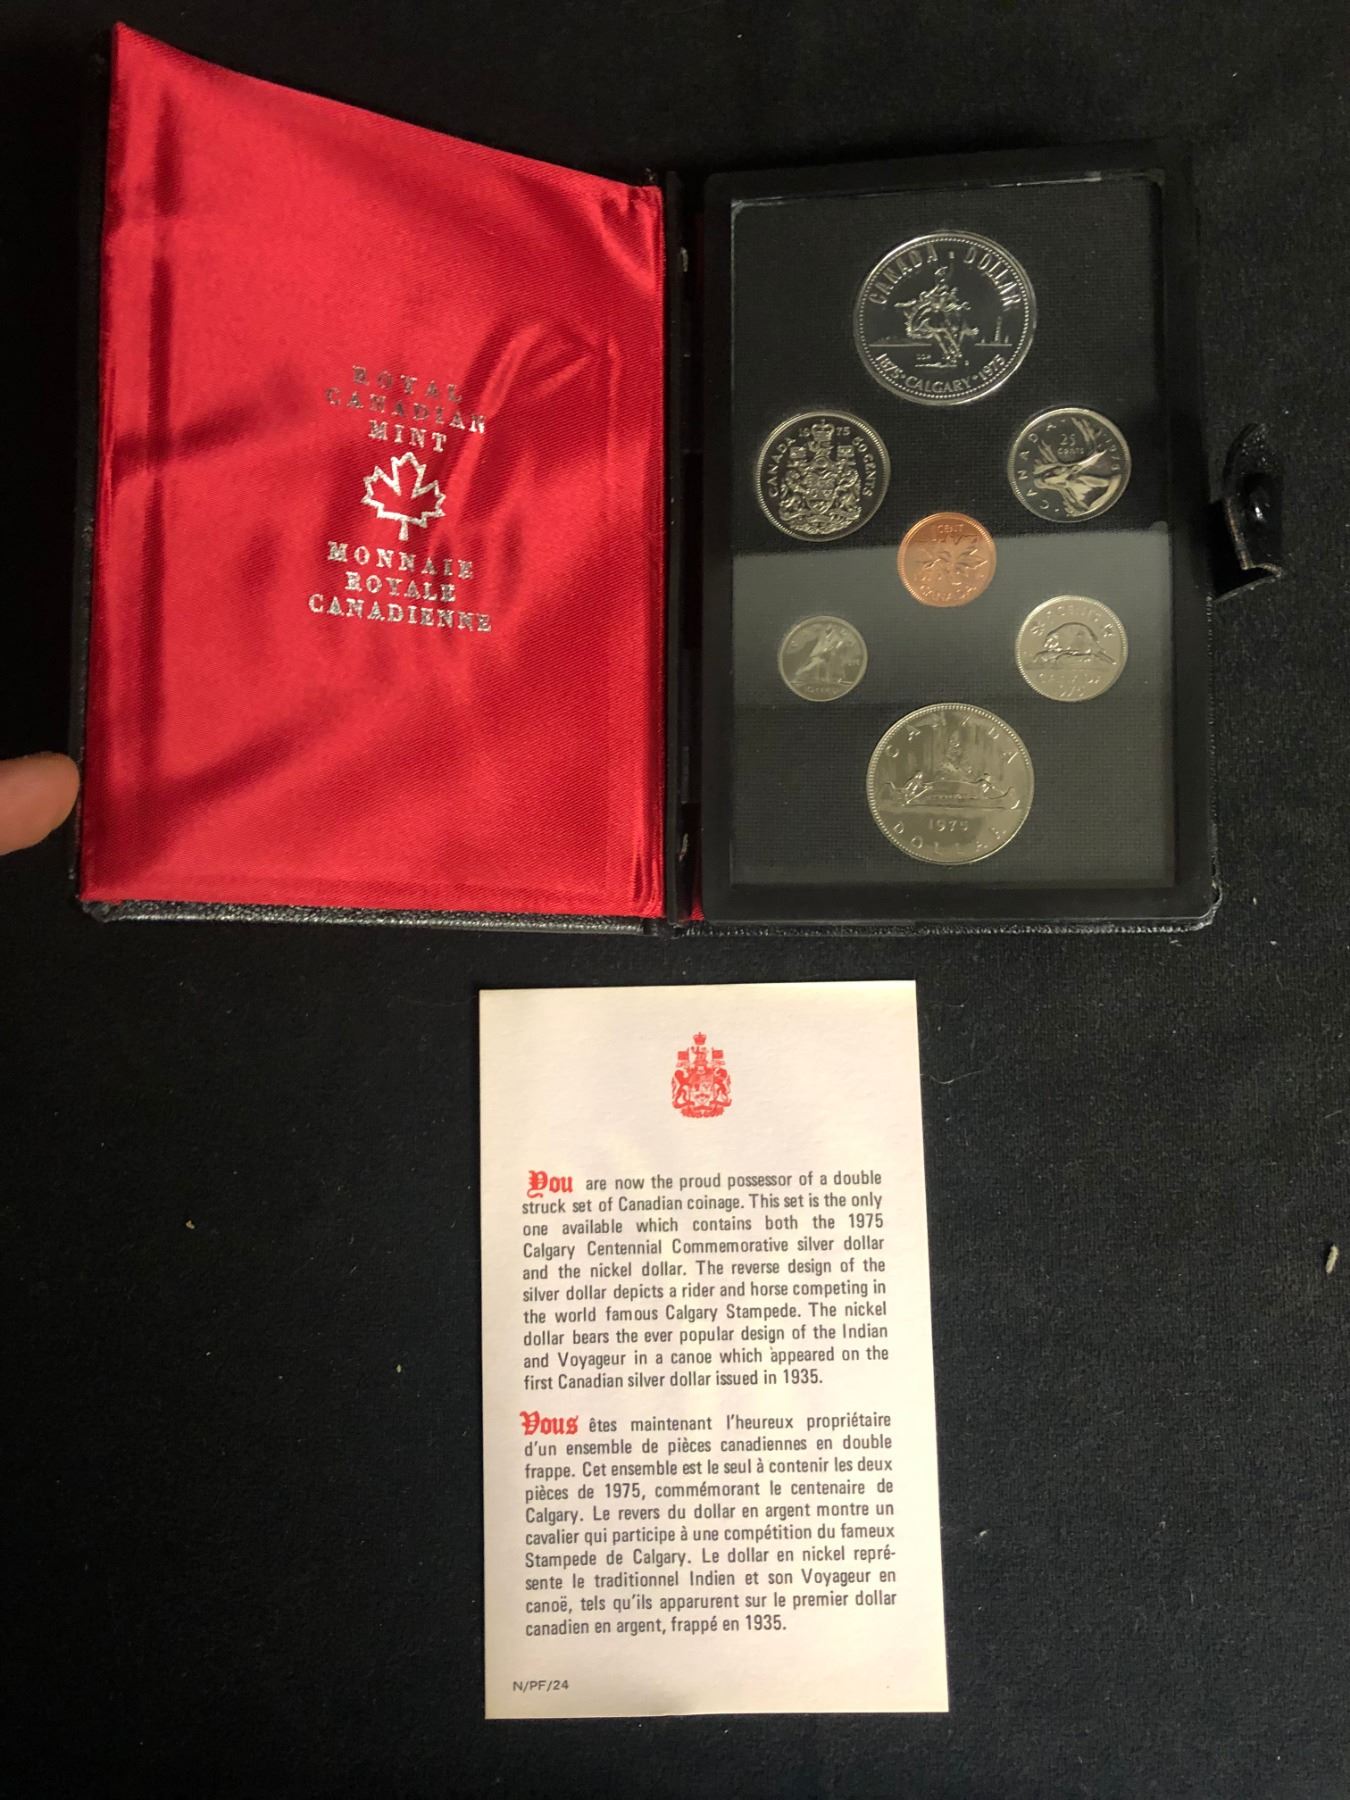 ROYAL
CANADIAN
MINT
MONNAIE
ROYALE
CANADIENNE
CANADA DOLLAR
1875 • CALGARY • 1975
CANADA 1975 50 CENTS
CANADA 1975
25
CENTS
1 CENT
CANADA
5 CENTS
CANADA
1975
CANADA
1975
DOLLAR
You are now the proud possessor of a double
struck set of Canadian coinage. This set is the only
one available which contains both the 1975
Calgary Centennial Commemorative silver dollar
and the nickel dollar. The reverse design of the
silver dollar depicts a rider and horse competing in
the world famous Calgary Stampede. The nickel
dollar bears the ever popular design of the Indian
and Voyageur in a canoe which appeared on the
first Canadian silver dollar issued in 1935.
Vous êtes maintenant l'heureux propriétaire
d'un ensemble de pièces canadiennes en double
frappe. Cet ensemble est le seul à contenir les deux
pièces de 1975, commémorant le centenaire de
Calgary. Le revers du dollar en argent montre un
cavalier qui participe à une compétition du fameux
Stampede de Calgary. Le dollar en nickel repré-
sente le traditionnel Indien et son Voyageur en
canoë, tels qu'ils apparurent sur le premier dollar
canadien en argent, frappé en 1935.
N/PF/24